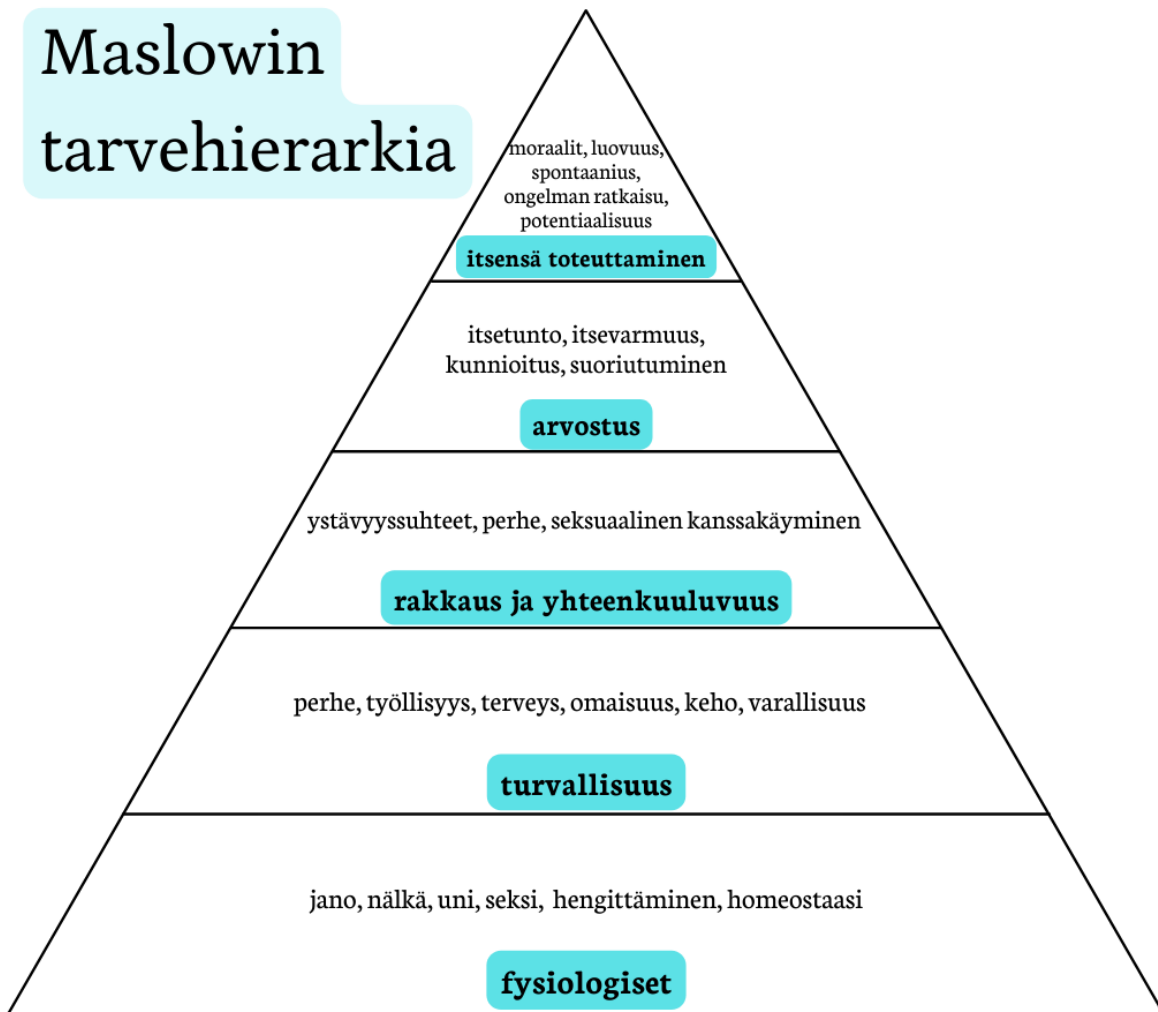 Maslowin
tarvehierarkia
moraalit, luovuus,
spontaanius,
ongelman ratkaisu,
potentiaalisuus
itsensä toteuttaminen
itsetunto, itsevarmuus,
kunnioitus, suoriutuminen
arvostus
ystävyyssuhteet, perhe, seksuaalinen kanssakäyminen
rakkaus ja yhteenkuuluvuus
perhe, työllisyys, terveys, omaisuus, keho, varallisuus
turvallisuus
jano, nälkä, uni, seksi, hengittäminen, homeostaasi
fysiologiset